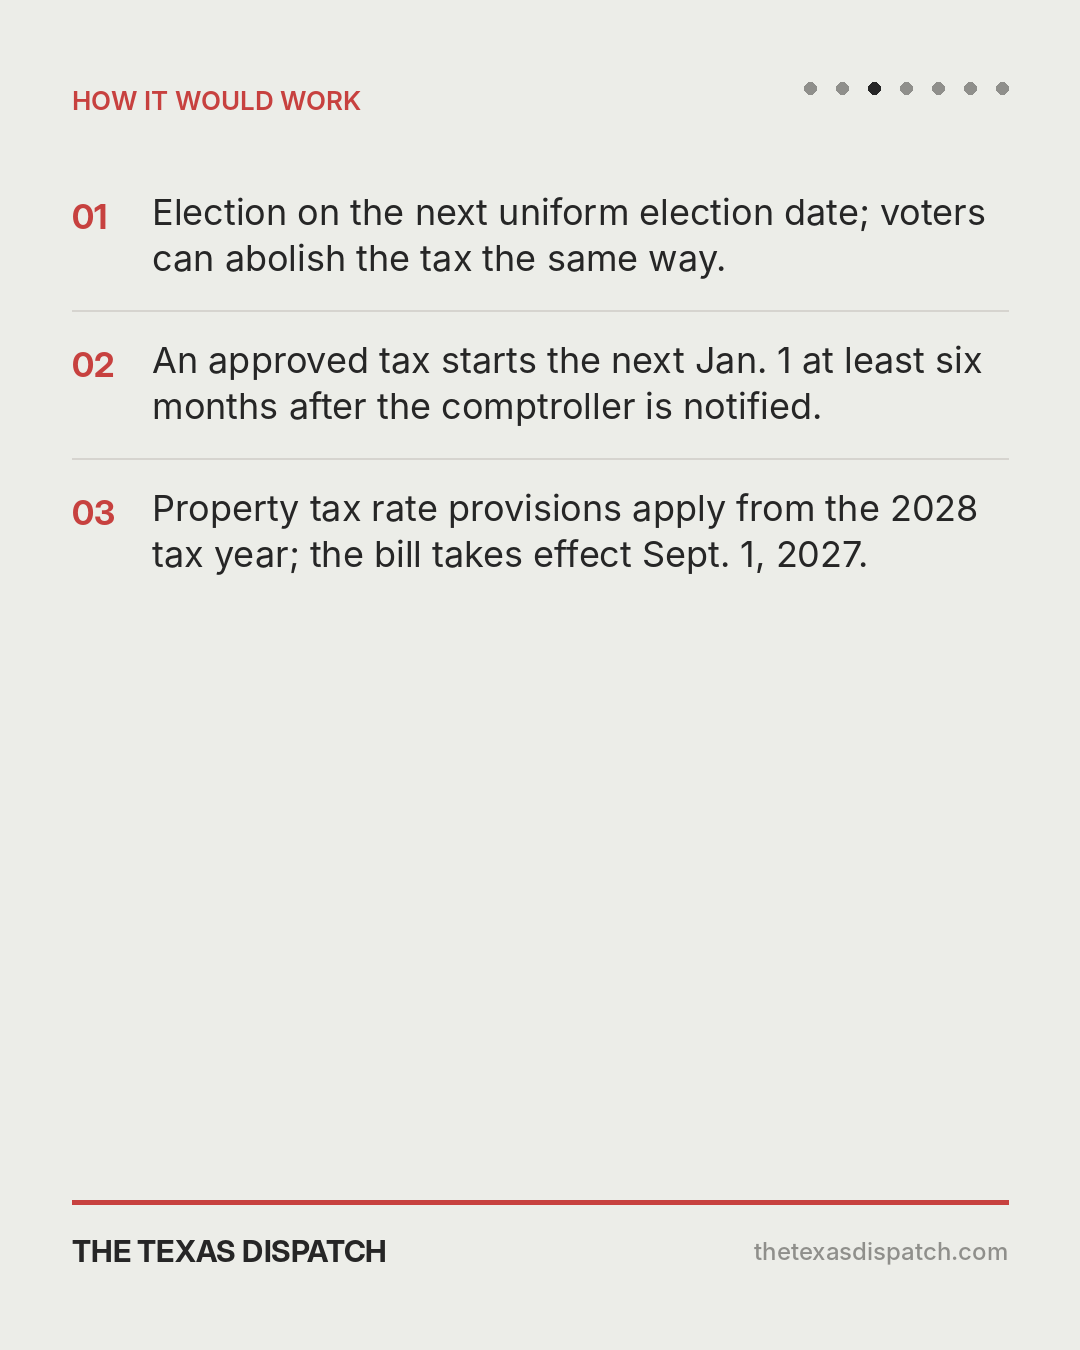 HOW IT WOULD WORK
01 Election on the next uniform election date; voters
can abolish the tax the same way.
02 An approved tax starts the next Jan. 1 at least six
months after the comptroller is notified.
03 Property tax rate provisions apply from the 2028
tax year; the bill takes effect Sept. 1, 2027.
THE TEXAS DISPATCH
thetexasdispatch.com